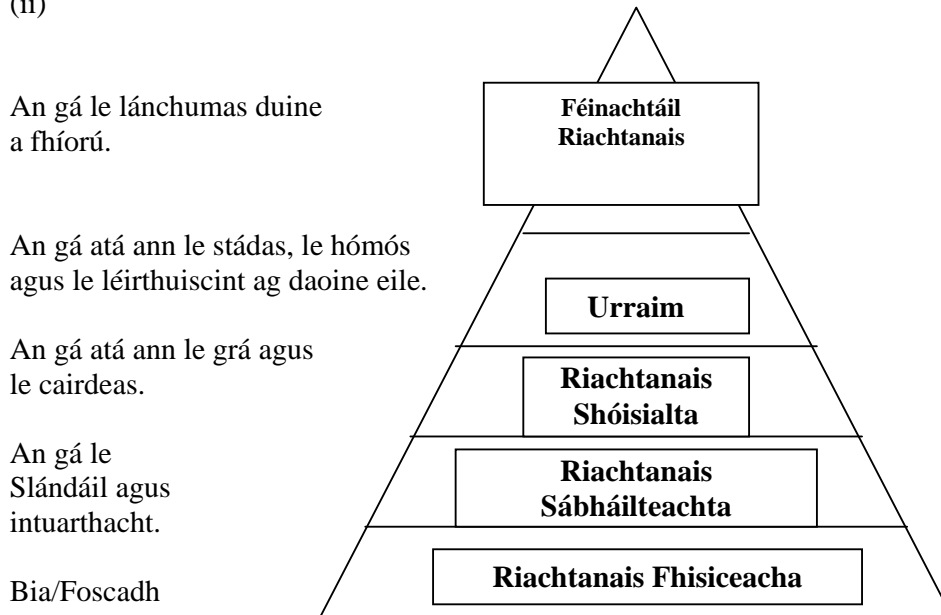 (ii)
An gá le lánchumas duine
a fhíorú.
Féinachtáil
Riachtanais
An gá atá ann le stádas, le hómós
agus le léirthuiscint ag daoine eile.
Urraim
An gá atá ann le grá agus
le cairdeas.
Riachtanais
Shóisialta
An gá le
Slándáil agus
intuarthacht.
Riachtanais
Sábháilteachta
Bia/Foscadh
Riachtanais Fhisiceacha